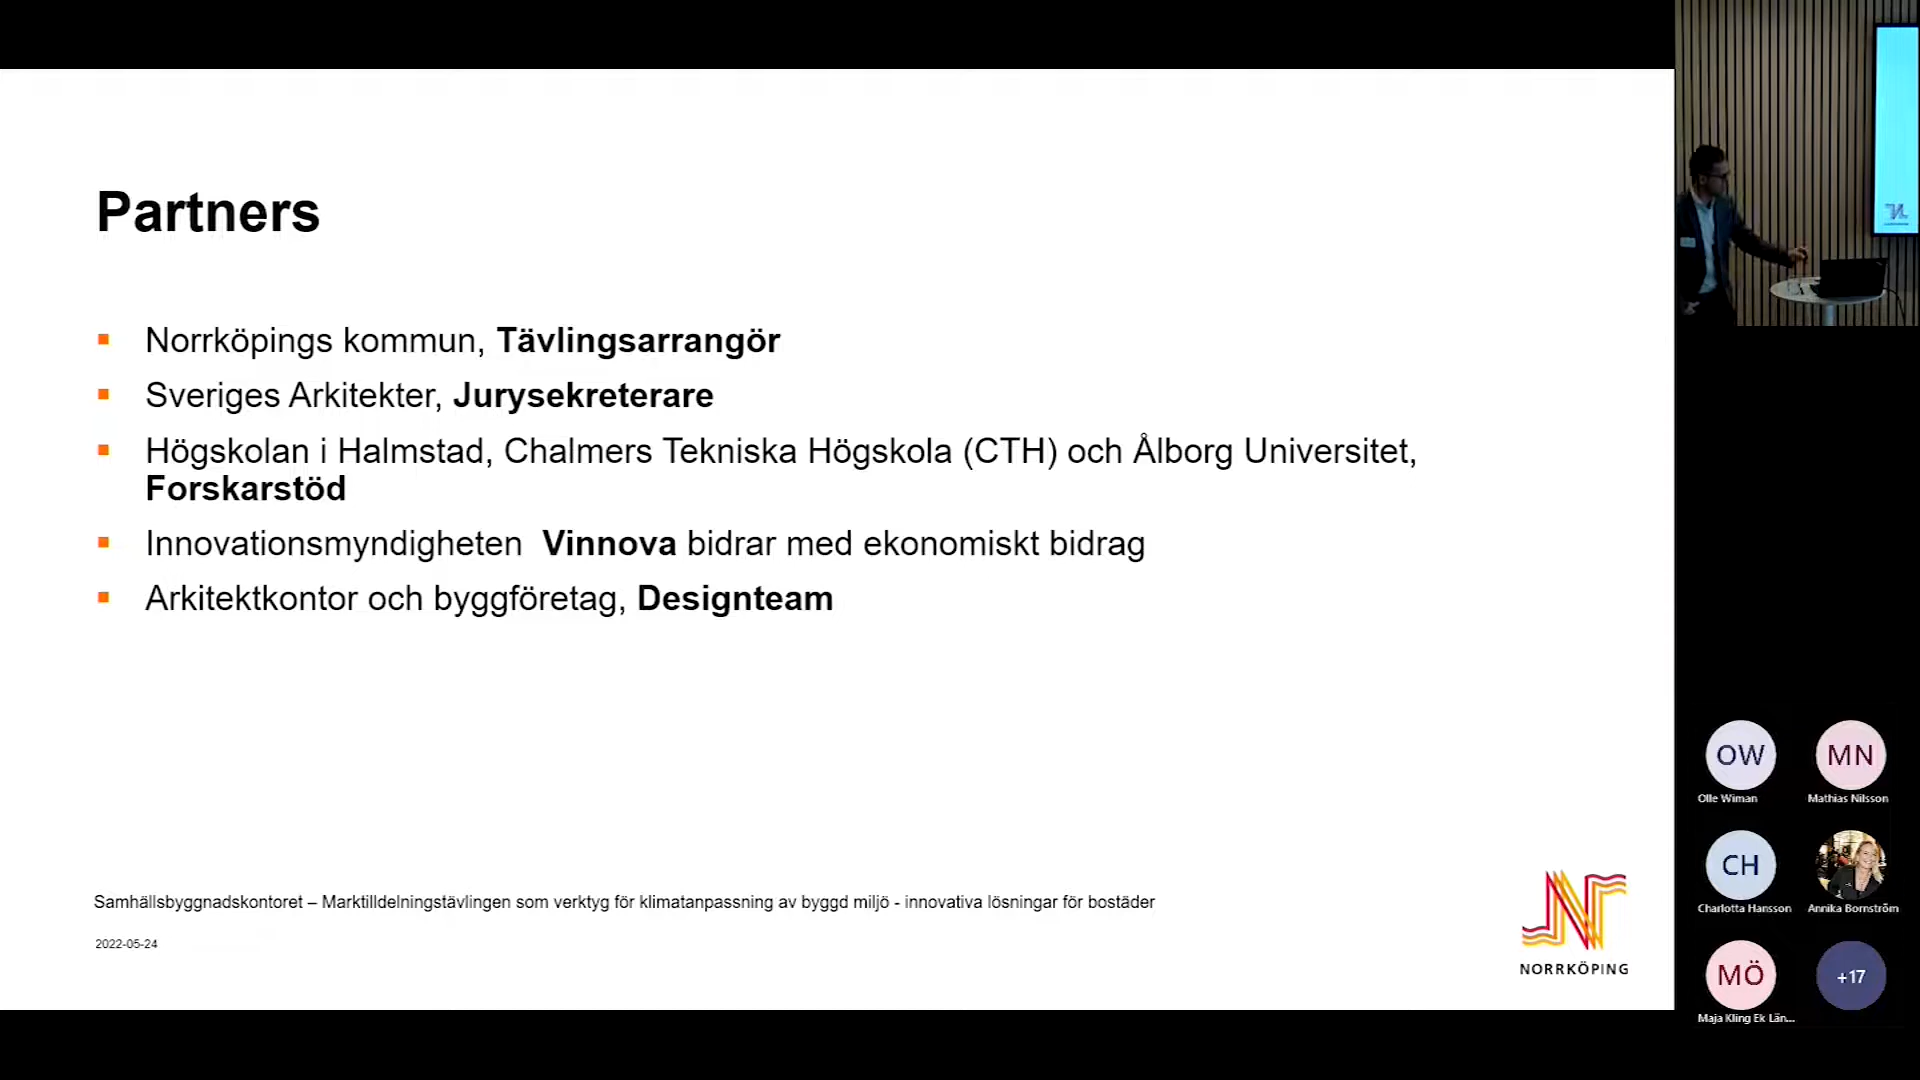 Partners
Norrköpings kommun, Tävlingsarrangör
Sveriges Arkitekter, Jurysekreterare
Högskolan i Halmstad, Chalmers Tekniska Högskola (CTH) och Ålborg Universitet,
Forskarstöd
Innovationsmyndigheten Vinnova bidrar med ekonomiskt bidrag
Arkitektkontor och byggföretag, Designteam
Samhällsbyggnadskontoret – Marktilldelningstävlingen som verktyg för klimatanpassning av byggd miljö - innovativa lösningar för bostäder
2022-05-24
NORRKÖPING
OW
MN
Olle Wiman
Mathias Nilsson
CH
Charlotta Hansson
Annika Bornström
MÖ
+17
Maja Kling Ek Län...